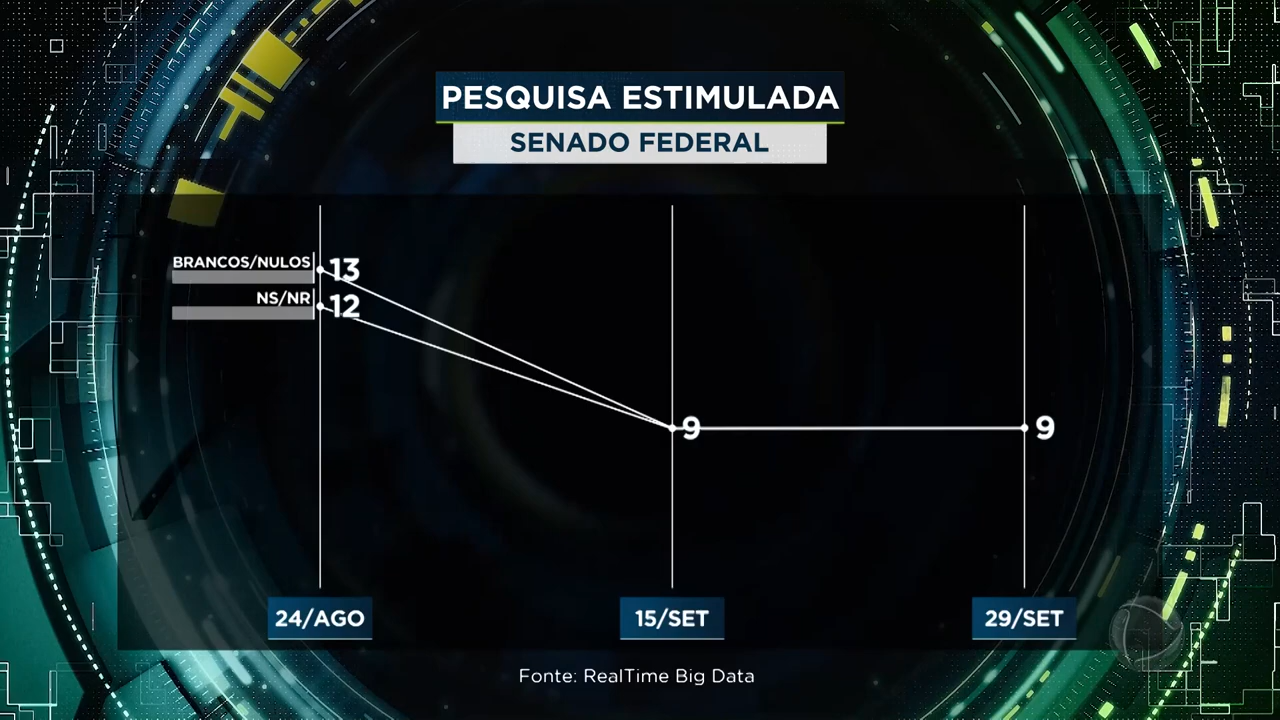 PESQUISA ESTIMULADA
SENADO FEDERAL
BRANCOS/NULOS 13
NS/NR 12
9 9
24/AGO 15/SET 29/SET
Fonte: RealTime Big Data